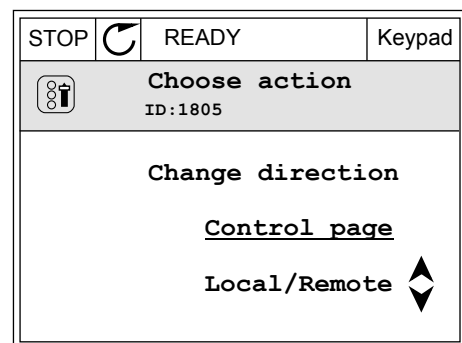 STOP READY Keypad
Choose action
ID:1805
Change direction
Control page
Local/Remote